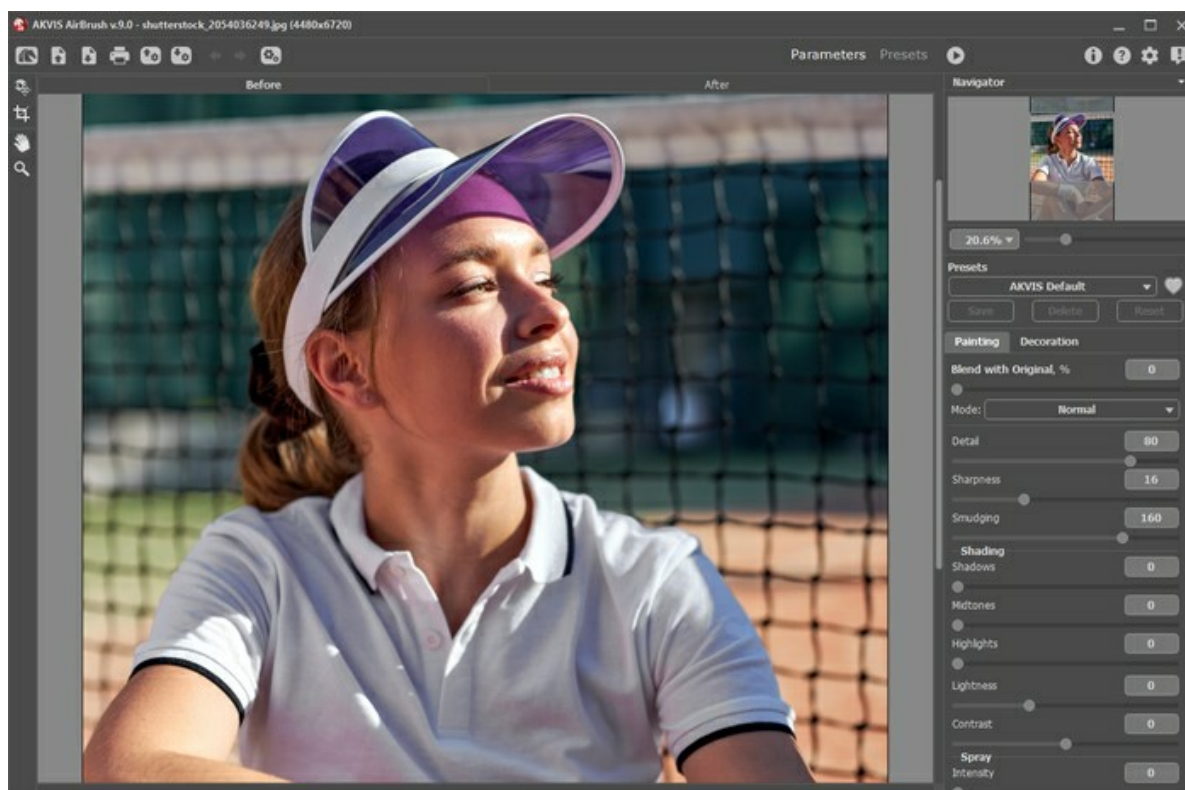 AKVIS AirBrush v.9.0 - shutterstock_2054036249.jpg (4480x6720)
Parameters Presets
Before After
Navigator
20.6%
Presets
AKVIS Default
Save Delete Reset
Painting Decoration
Blend with Original, % 0
Mode: Normal
Detail 80
Sharpness 16
Smudging 160
Shading
Shadows 0
Midtones 0
Highlights 0
Lightness 0
Contrast 0
Spray
Intensity 0